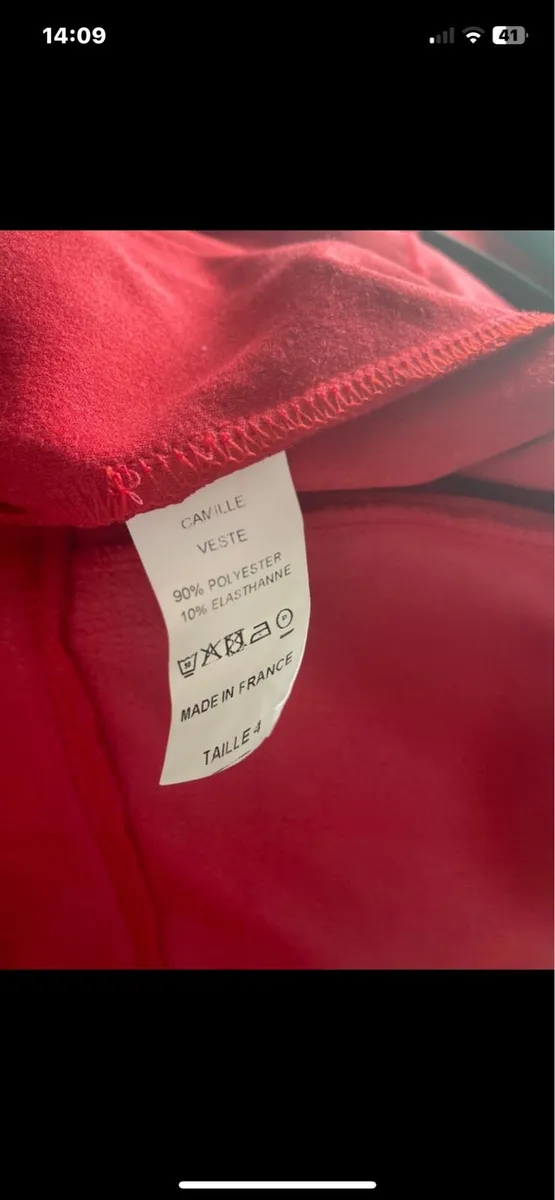 14:09
41
CAMILLE
VESTE
90% POLYESTER
10% ELASTHANNE
MADE IN FRANCE
TAILLE 4